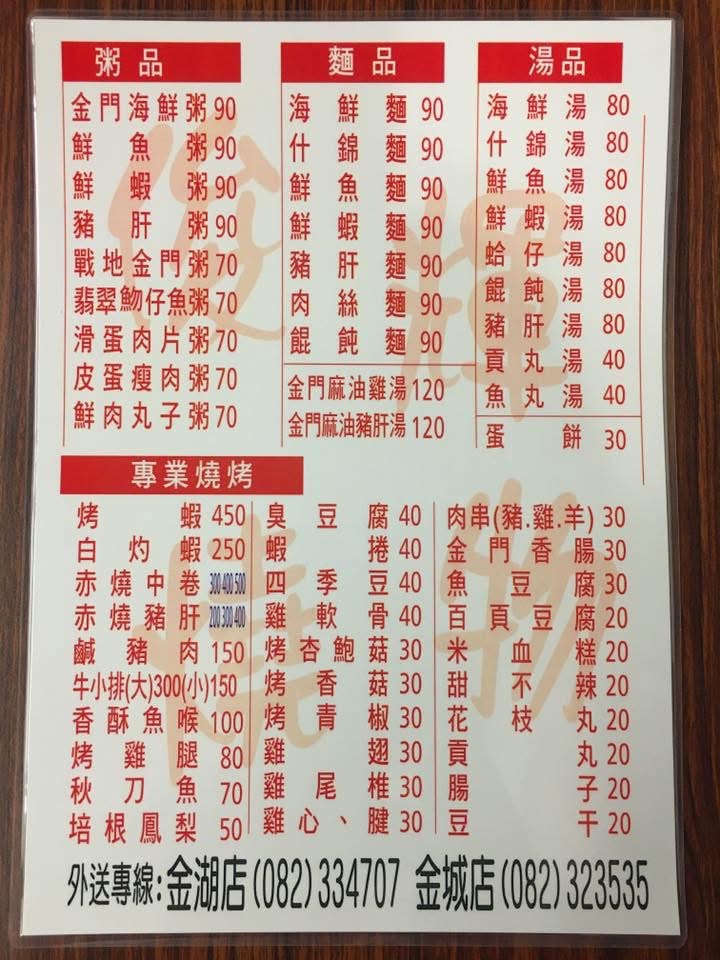 粥品
金門海鮮粥 90
鮮魚粥 90
鮮蝦粥 90
豬肝粥 90
戰地金門粥 70
翡翠魩仔魚粥 70
滑蛋肉片粥 70
皮蛋瘦肉粥 70
鮮肉丸子粥 70
麵品
海鮮麵 90
什錦麵 90
鮮魚麵 90
鮮蝦麵 90
豬肝麵 90
肉絲麵 90
餛飩麵 90
金門麻油雞湯 120
金門麻油豬肝湯 120
湯品
海鮮湯 80
什錦湯 80
鮮魚湯 80
鮮蝦湯 80
蛤仔湯 80
餛飩湯 80
豬肝湯 80
貢丸湯 40
魚丸湯 40
蛋餅 30
專業燒烤
烤蝦 450
白灼蝦 250
赤燒中卷 300 400 500
赤燒豬肝 200 300 400
鹹豬肉 150
牛小排(大)300(小)150
香酥魚喉 100
烤雞腿 80
秋刀魚 70
培根鳳梨 50
臭豆腐 40
蝦捲 40
四季豆 40
雞軟骨 40
烤杏鮑菇 30
烤香菇 30
烤青椒 30
雞翅 30
雞尾椎 30
雞心、腱 30
肉串(豬.雞.羊) 30
金門香腸 30
魚豆腐 30
百頁豆腐 20
米血糕 20
甜不辣 20
花枝丸 20
貢丸 20
腸子 20
豆干 20
俊輝
燒物
外送專線:金湖店(082)334707 金城店(082)323535